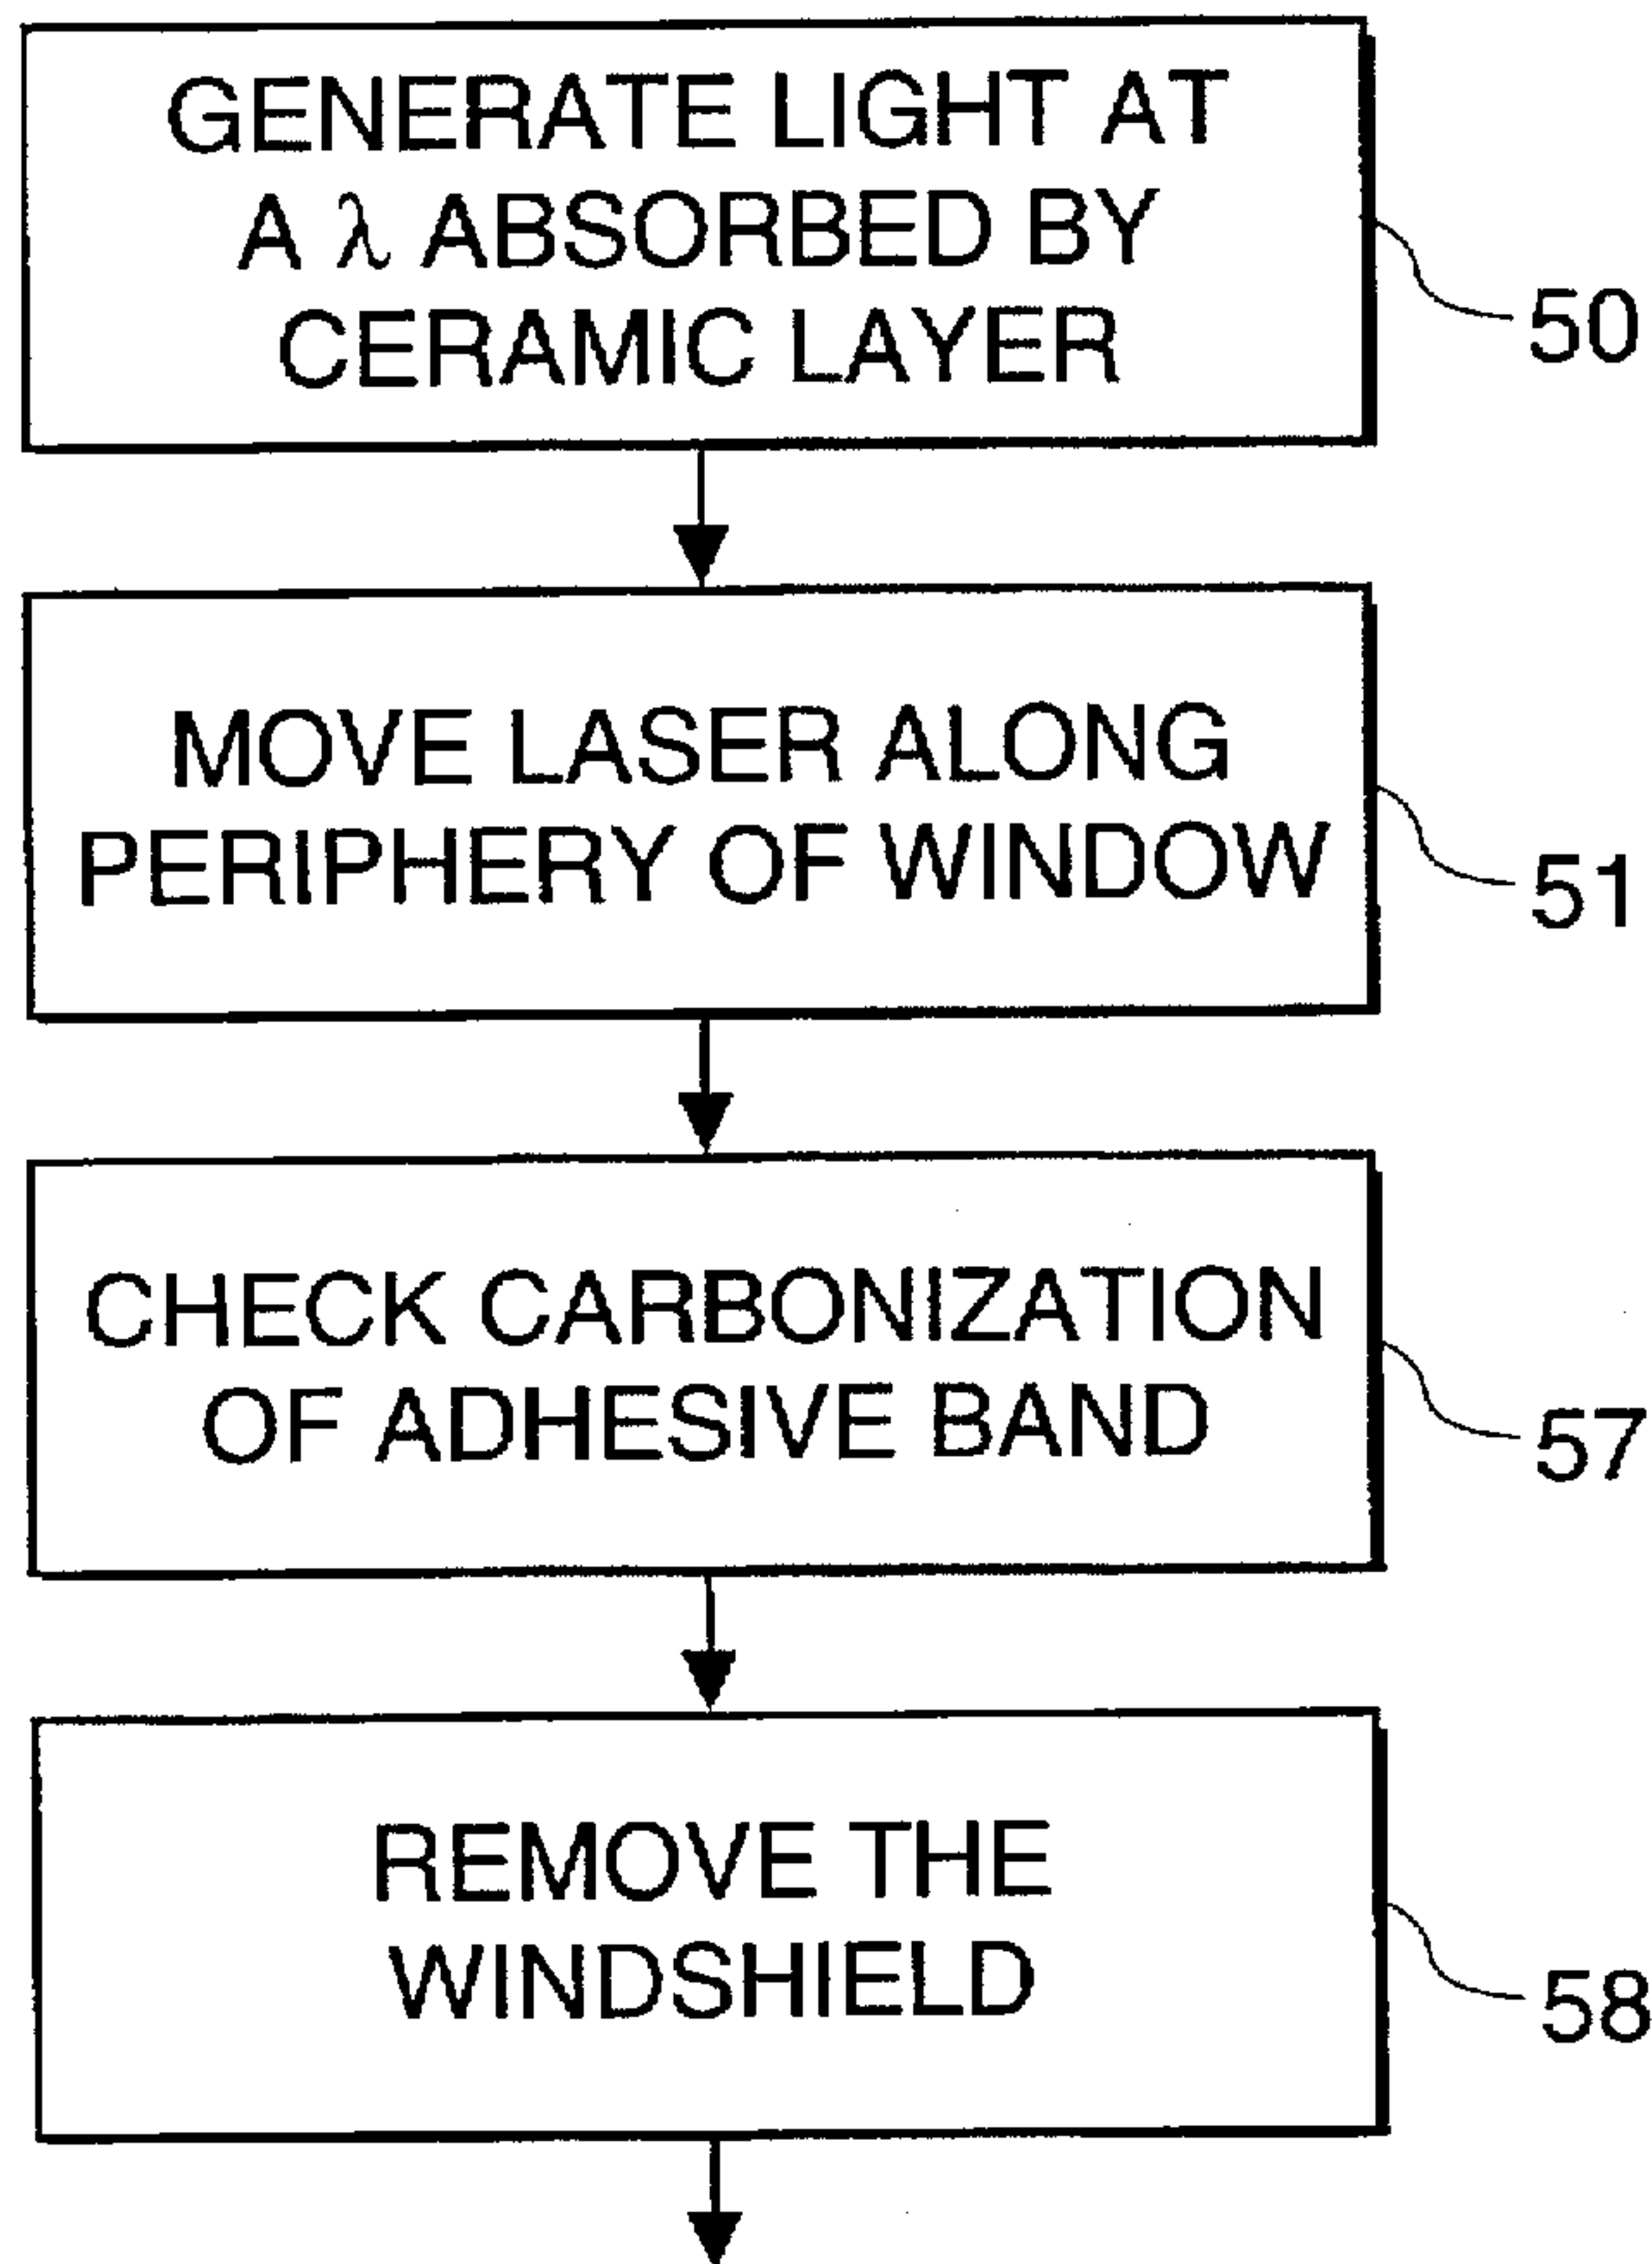 GENERATE LIGHT AT
A λ ABSORBED BY
CERAMIC LAYER
50
MOVE LASER ALONG
PERIPHERY OF WINDOW
51
CHECK CARBONIZATION
OF ADHESIVE BAND
57
REMOVE THE
WINDSHIELD
58